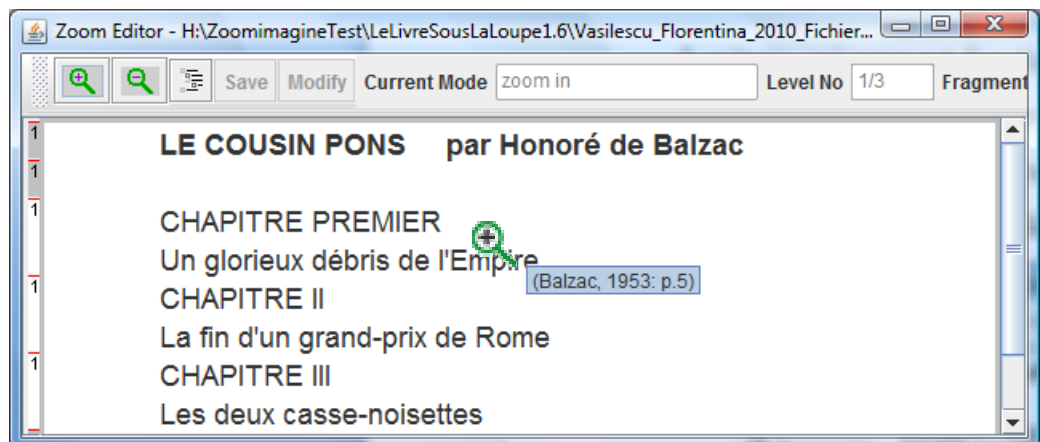 Zoom Editor - H:\ZoomimagineTest\LeLivreSousLaLoupe1.6\Vasilescu_Florentina_2010_Fichier...
Save Modify Current Mode zoom in Level No 1/3 Fragment
1
LE COUSIN PONS par Honoré de Balzac
1
1
CHAPITRE PREMIER
Un glorieux débris de l'Empire
(Balzac, 1953: p.5)
1
CHAPITRE II
La fin d'un grand-prix de Rome
1
CHAPITRE III
Les deux casse-noisettes